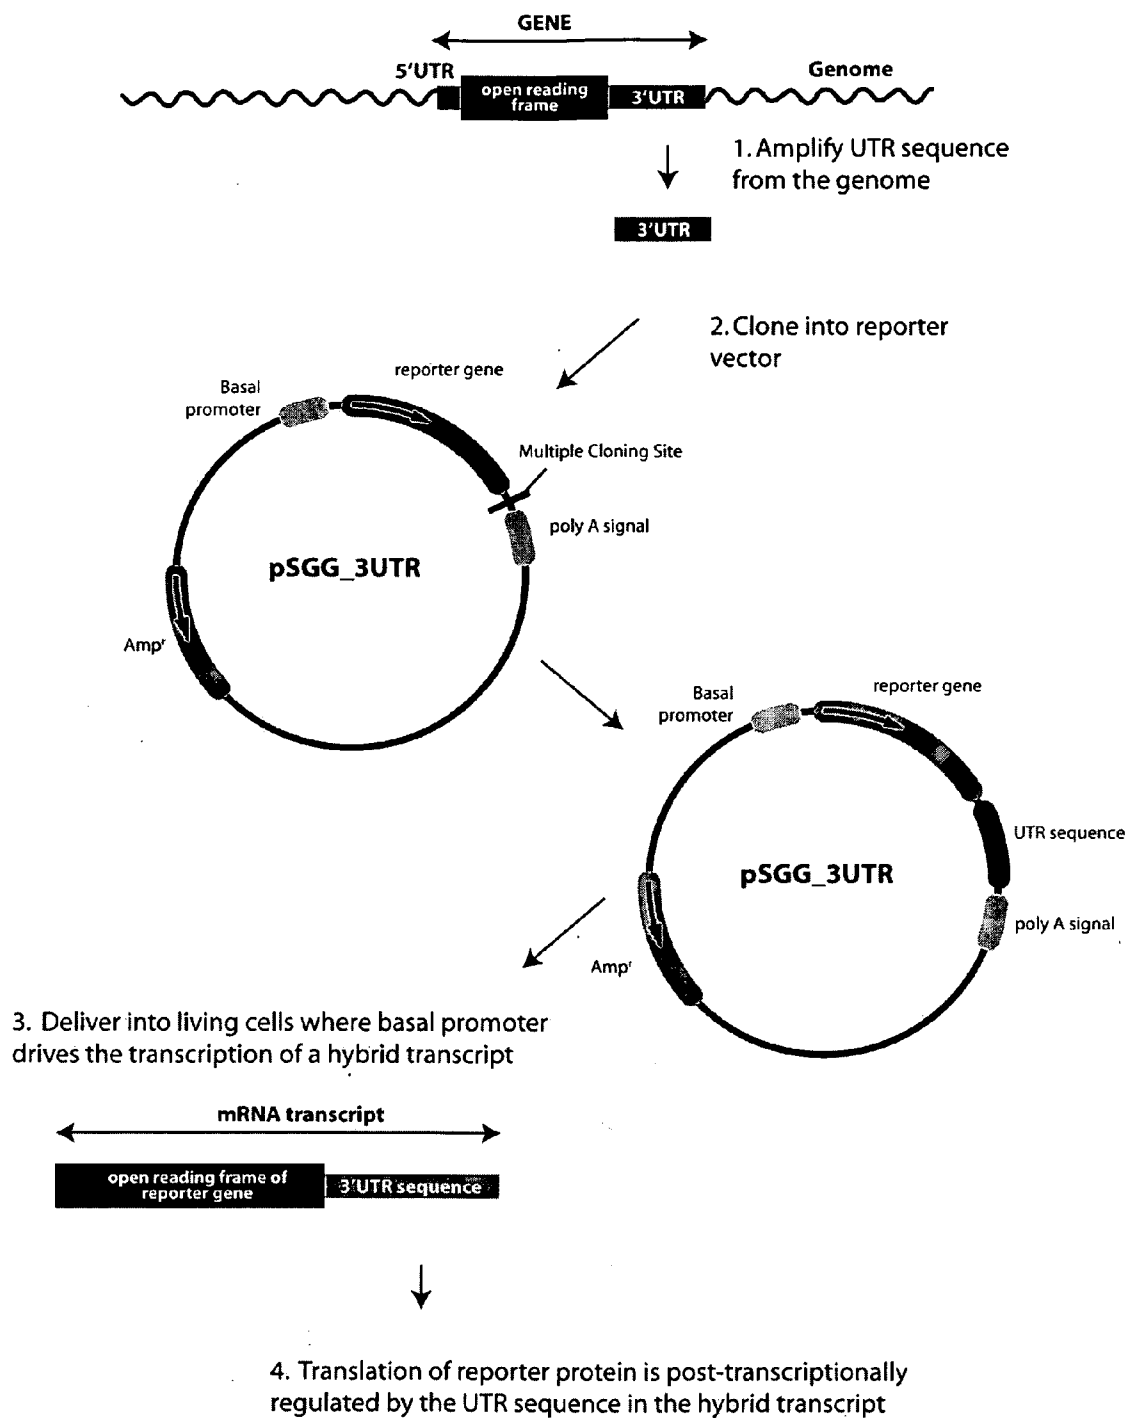 GENE
5'UTR
open reading
frame
3'UTR
Genome
1. Amplify UTR sequence
from the genome
3'UTR
2. Clone into reporter
vector
Basal
promoter
reporter gene
Multiple Cloning Site
poly A signal
pSGG_3UTR
Ampʳ
Basal
promoter
reporter gene
UTR sequence
pSGG_3UTR
poly A signal
Ampʳ
3. Deliver into living cells where basal promoter
drives the transcription of a hybrid transcript
mRNA transcript
open reading frame of
reporter gene
3'UTR sequence
4. Translation of reporter protein is post-transcriptionally
regulated by the UTR sequence in the hybrid transcript